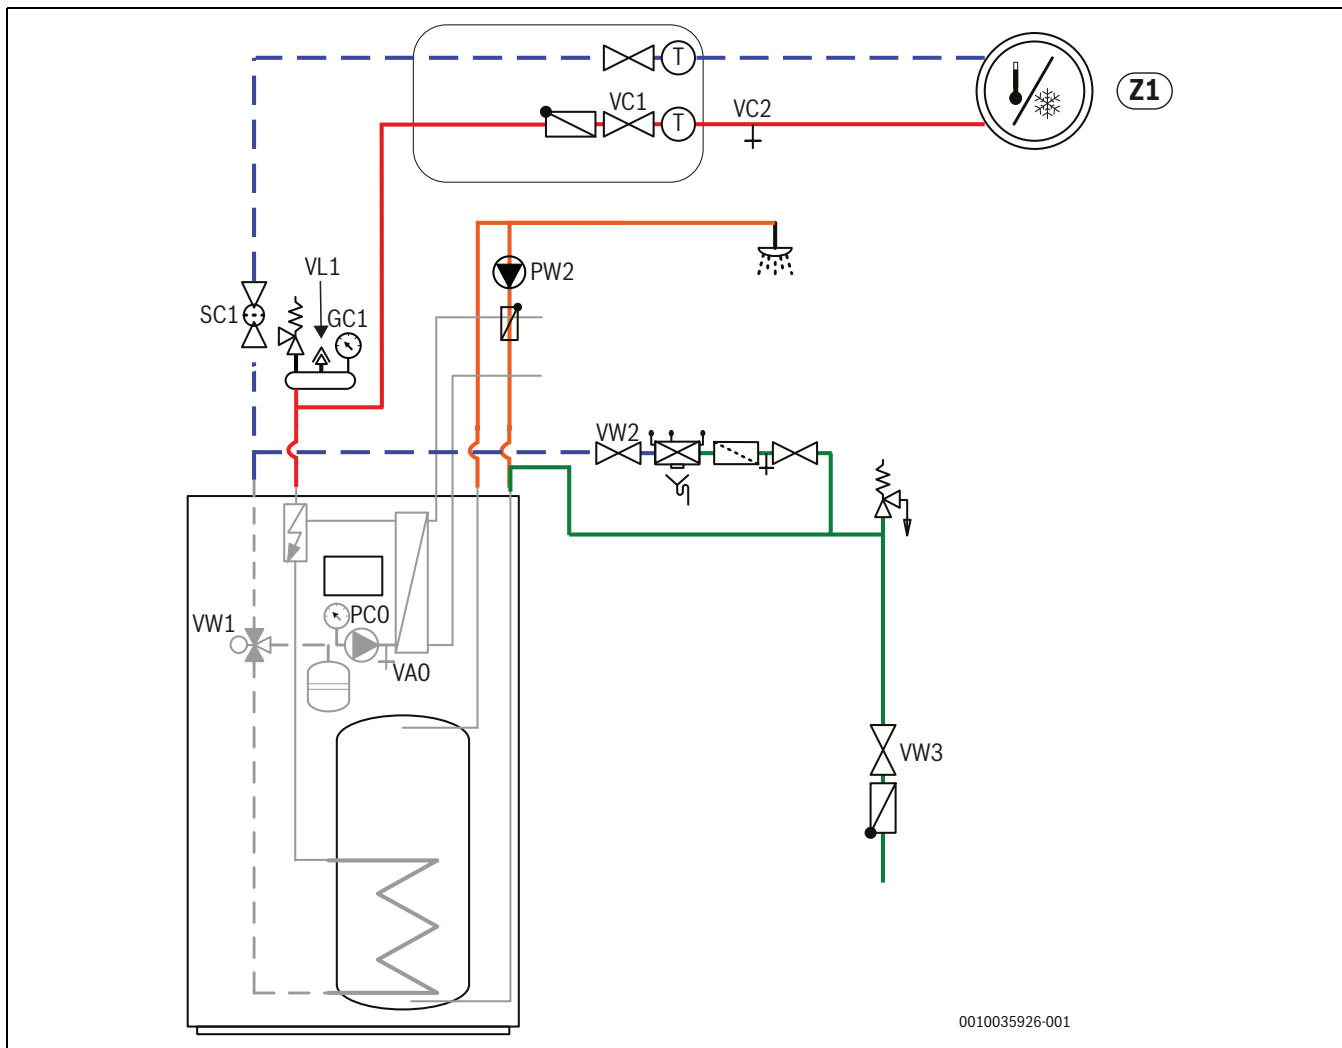 T
Z1
VC1
VC2
T
PW2
VL1
SC1
GC1
VW2
PC0
VW1
VA0
VW3
0010035926-001